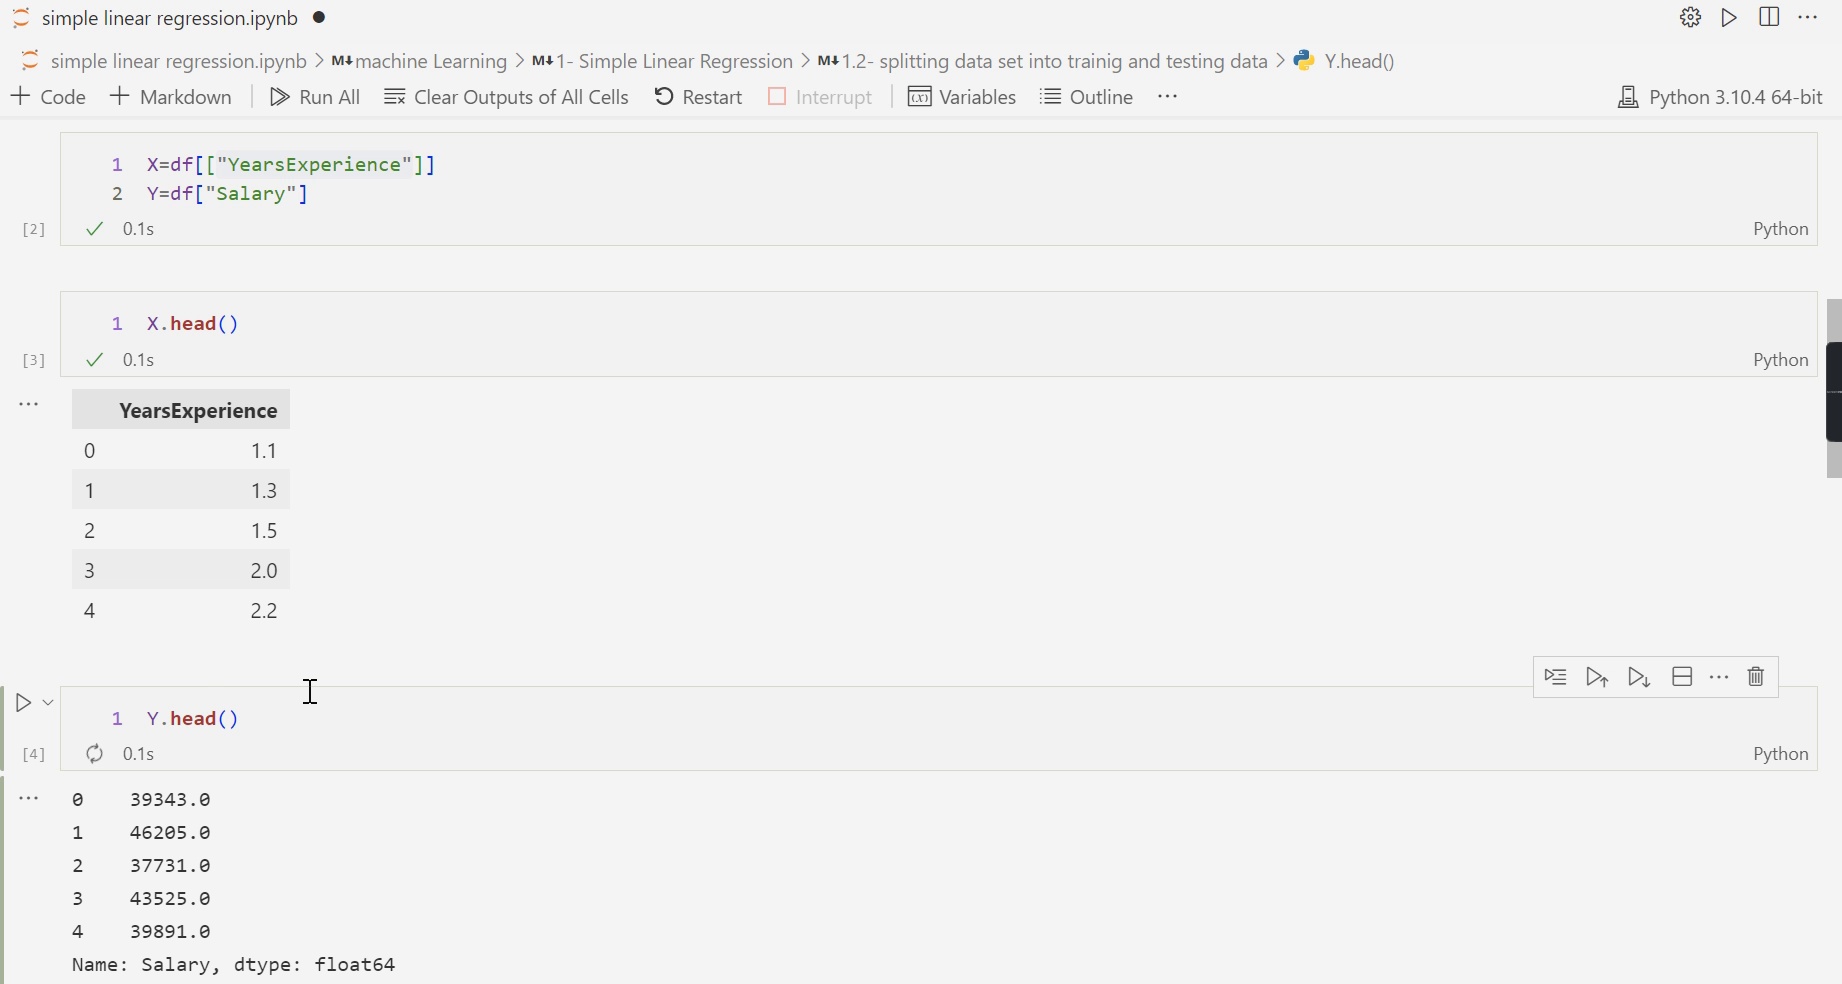 simple linear regression.ipynb ●
simple linear regression.ipynb > M↓machine Learning > M↓1- Simple Linear Regression > M↓1.2- splitting data set into trainig and testing data > Y.head()
+ Code + Markdown | Run All Clear Outputs of All Cells Restart Interrupt | Variables Outline ... Python 3.10.4 64-bit
1 X=df[["YearsExperience"]]
2 Y=df["Salary"]
[2] ✓ 0.1s Python
1 X.head()
[3] ✓ 0.1s Python
... YearsExperience
0 1.1
1 1.3
2 1.5
3 2.0
4 2.2
1 Y.head()
[4] 0.1s Python
... 0 39343.0
1 46205.0
2 37731.0
3 43525.0
4 39891.0
Name: Salary, dtype: float64